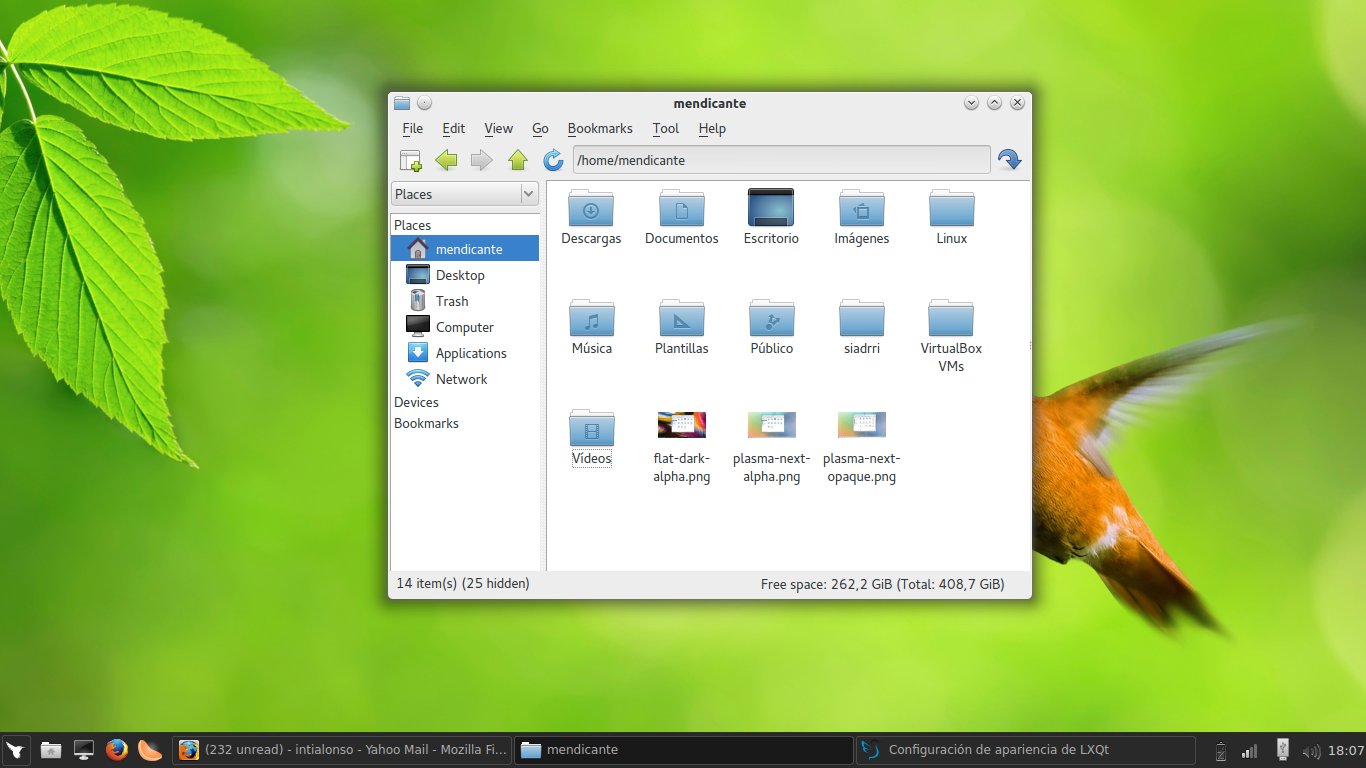 mendicante
File Edit View Go Bookmarks Tool Help
/home/mendicante
Places
Places
mendicante
Desktop
Trash
Computer
Applications
Network
Devices
Bookmarks
Descargas Documentos Escritorio Imágenes Linux
Música Plantillas Público siadrri VirtualBox
VMs
Vídeos flat-dark- plasma-next- plasma-next-
alpha.png alpha.png opaque.png
14 item(s) (25 hidden) Free space: 262,2 GiB (Total: 408,7 GiB)
(232 unread) - intialonso - Yahoo Mail - Mozilla Fi... mendicante Configuración de apariencia de LXQt 18:07